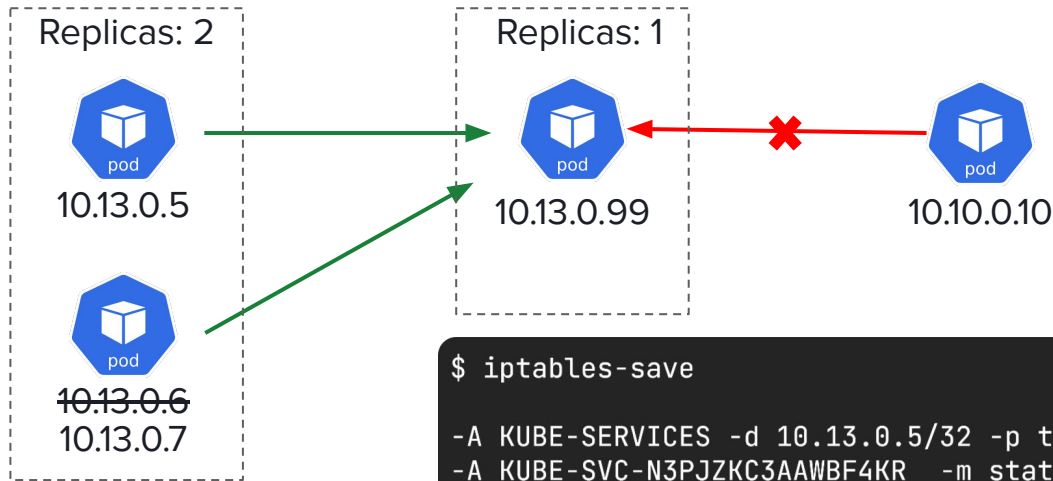 Replicas: 2
Replicas: 1
pod
pod
pod
10.13.0.5
10.13.0.99
10.10.0.10
pod
10.13.0.6
10.13.0.7
$ iptables-save
-A KUBE-SERVICES -d 10.13.0.5/32 -p t
-A KUBE-SVC-N3PJZKC3AAWBF4KR  -m stat